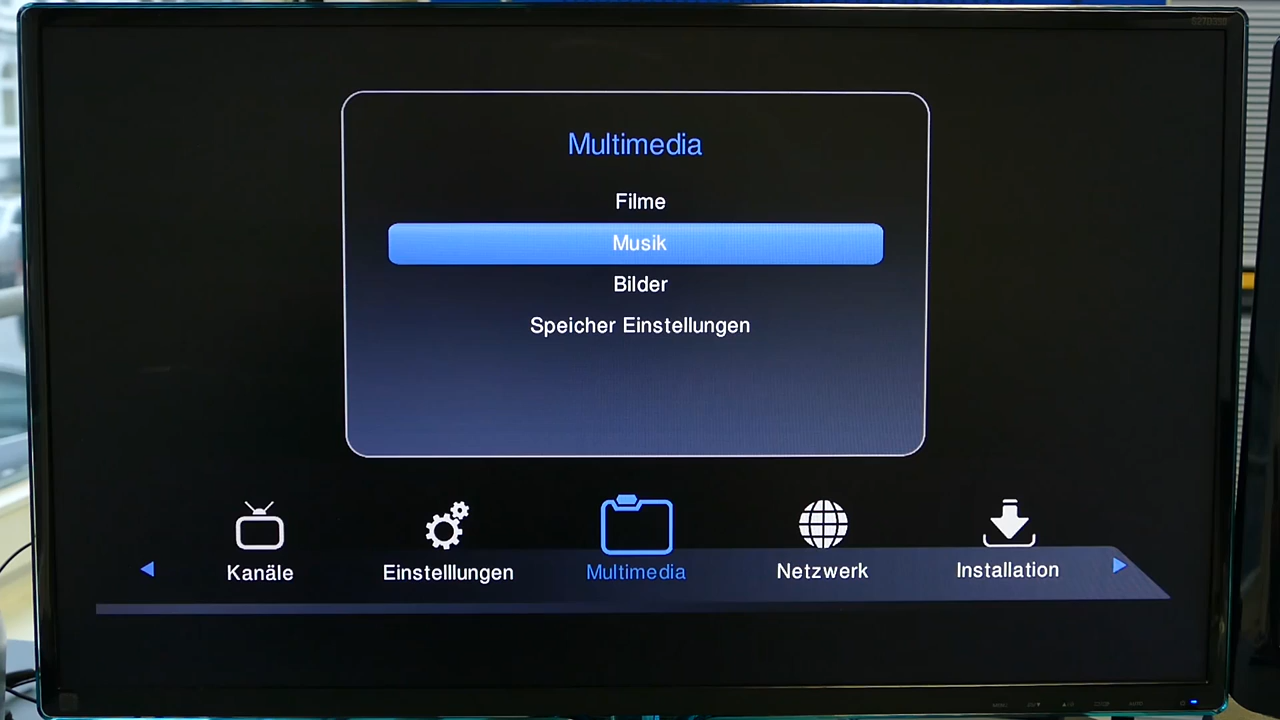 Multimedia
Filme
Musik
Bilder
Speicher Einstellungen
Kanäle Einstelllungen Multimedia Netzwerk Installation